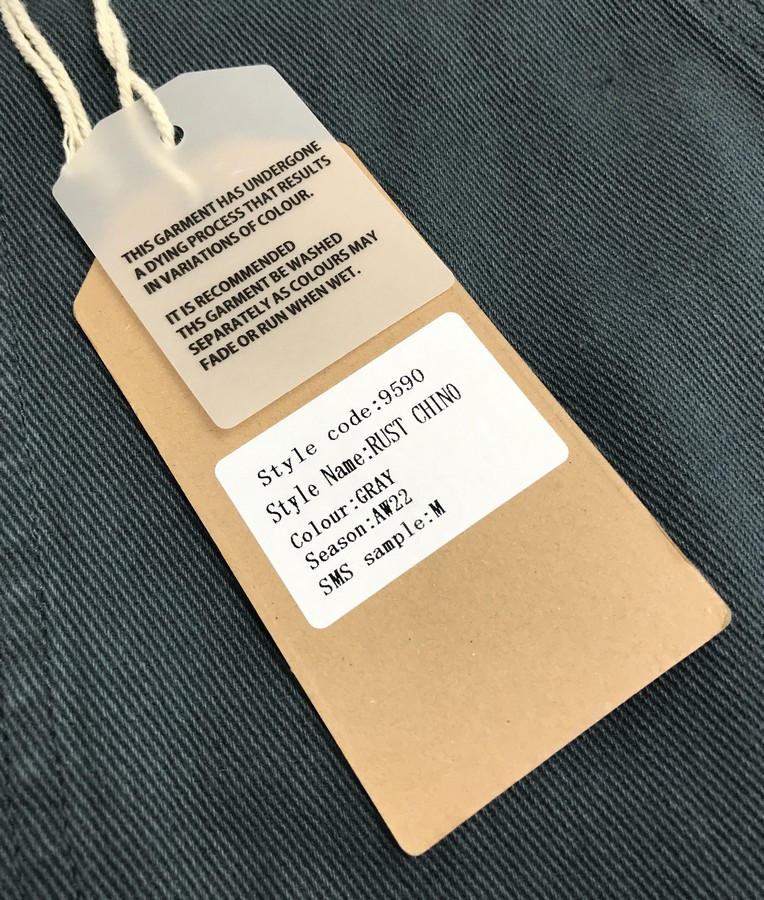 THIS GARMENT HAS UNDERGONE
A DYING PROCESS THAT RESULTS
IN VARIATIONS OF COLOUR.
IT IS RECOMMENDED
THS GARMENT BE WASHED
SEPARATELY AS COLOURS MAY
FADE OR RUN WHEN WET.
Style code:9590
Style Name:RUST CHINO
Colour:GRAY
Season:AW22
SMS sample:M